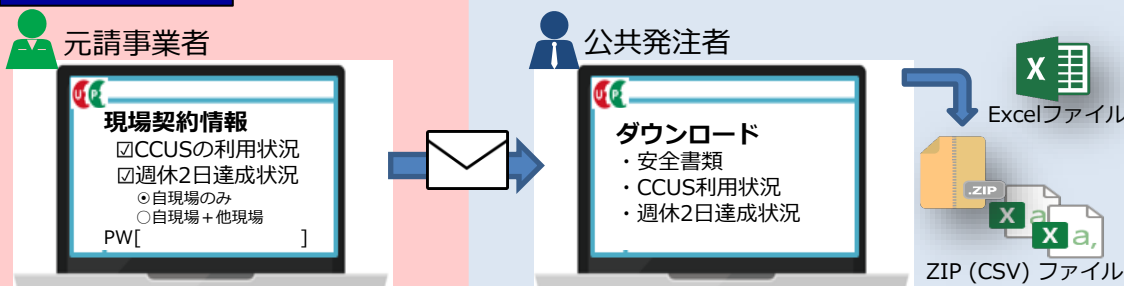 元請事業者
UP
現場契約情報
☑CCUSの利用状況
☑週休2日達成状況
⦿自現場のみ
○自現場+他現場
PW[ ]
公共発注者
UP
ダウンロード
・安全書類
・CCUS利用状況
・週休2日達成状況
X
Excelファイル
.ZIP
X a
X a,
ZIP (CSV) ファイル